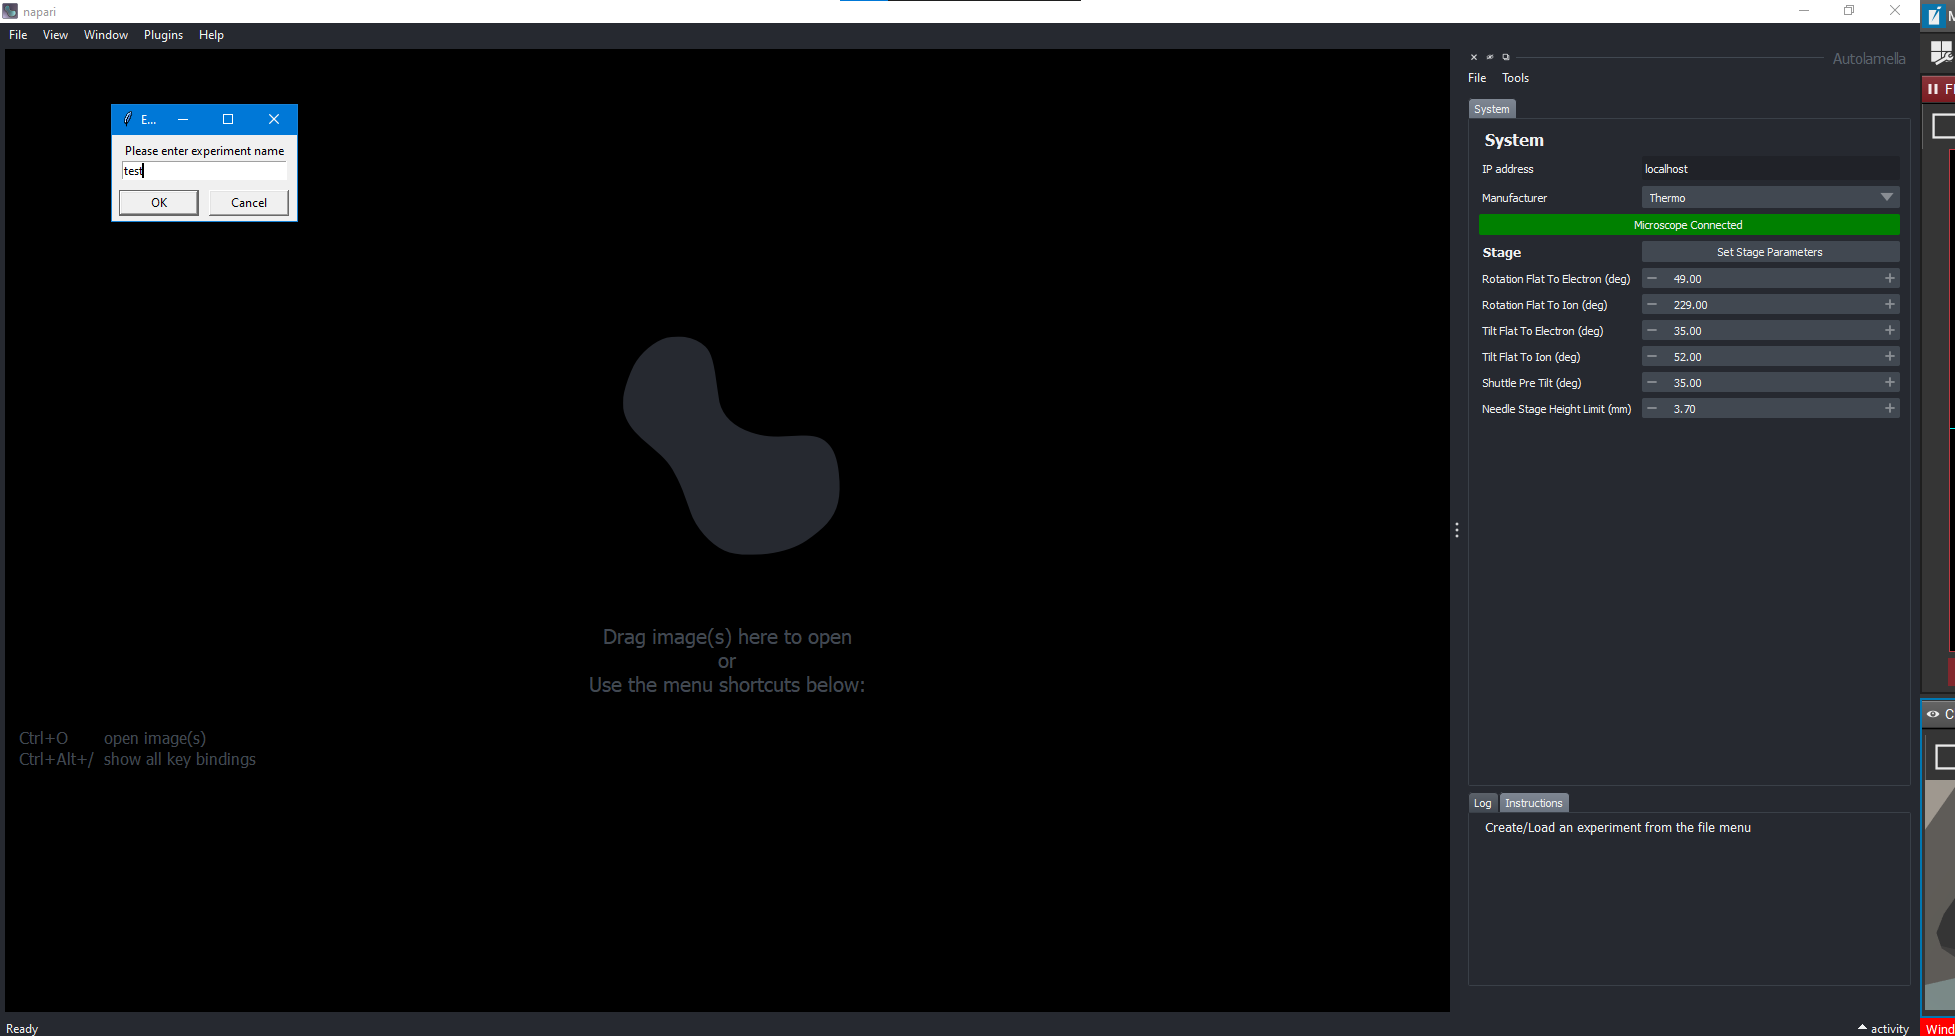 napari
File View Window Plugins Help
E...
Please enter experiment name
test
OK Cancel
Drag image(s) here to open
or
Use the menu shortcuts below:
Ctrl+O open image(s)
Ctrl+Alt+/ show all key bindings
Ready
Autolamella
File Tools
System
System
IP address localhost
Manufacturer Thermo
Microscope Connected
Stage Set Stage Parameters
Rotation Flat To Electron (deg) − 49.00 +
Rotation Flat To Ion (deg) − 229.00 +
Tilt Flat To Electron (deg) − 35.00 +
Tilt Flat To Ion (deg) − 52.00 +
Shuttle Pre Tilt (deg) − 35.00 +
Needle Stage Height Limit (mm) − 3.70 +
Log Instructions
Create/Load an experiment from the file menu
activity
C
Wind